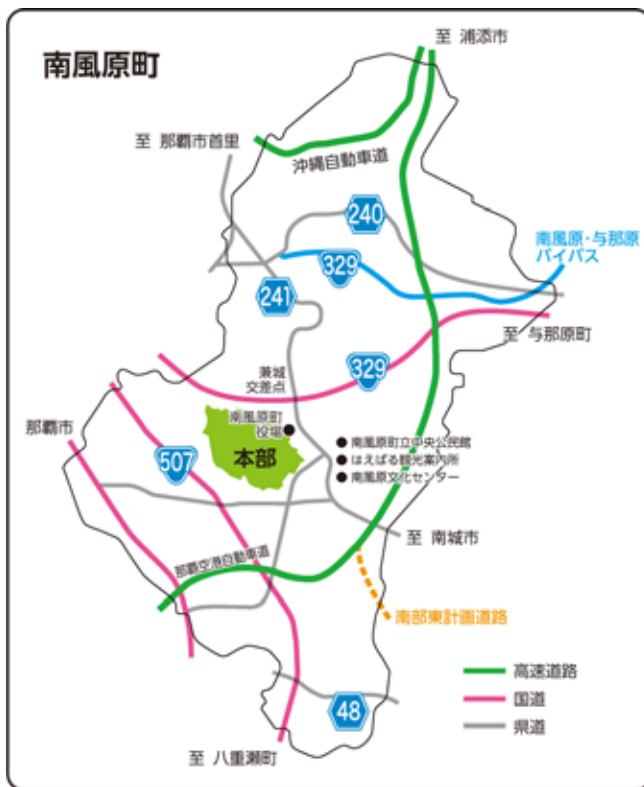 南風原町
至 浦添市
至 那覇市首里
沖縄自動車道
240
南風原・与那原
バイパス
329
241
至 与那原町
兼城
交差点
329
那覇市
南風原町
役場
本部
507
南風原町立中央公民館
はえばる観光案内所
南風原文化センター
至 南城市
那覇空港自動車道
南部東計画道路
高速道路
国道
県道
48
至 八重瀬町